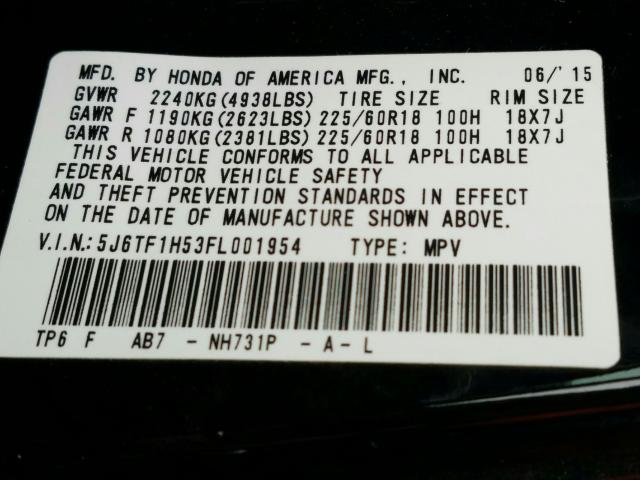 MFD. BY HONDA OF AMERICA MFG., INC. 06/'15
GVWR 2240KG(4938LBS) TIRE SIZE RIM SIZE
GAWR F 1190KG(2623LBS) 225/60R18 100H 18X7J
GAWR R 1080KG(2381LBS) 225/60R18 100H 18X7J
THIS VEHICLE CONFORMS TO ALL APPLICABLE
FEDERAL MOTOR VEHICLE SAFETY
AND THEFT PREVENTION STANDARDS IN EFFECT
ON THE DATE OF MANUFACTURE SHOWN ABOVE.
V.I.N.: 5J6TF1H53FL001954 TYPE: MPV
TP6 F AB7 - NH731P - A - L